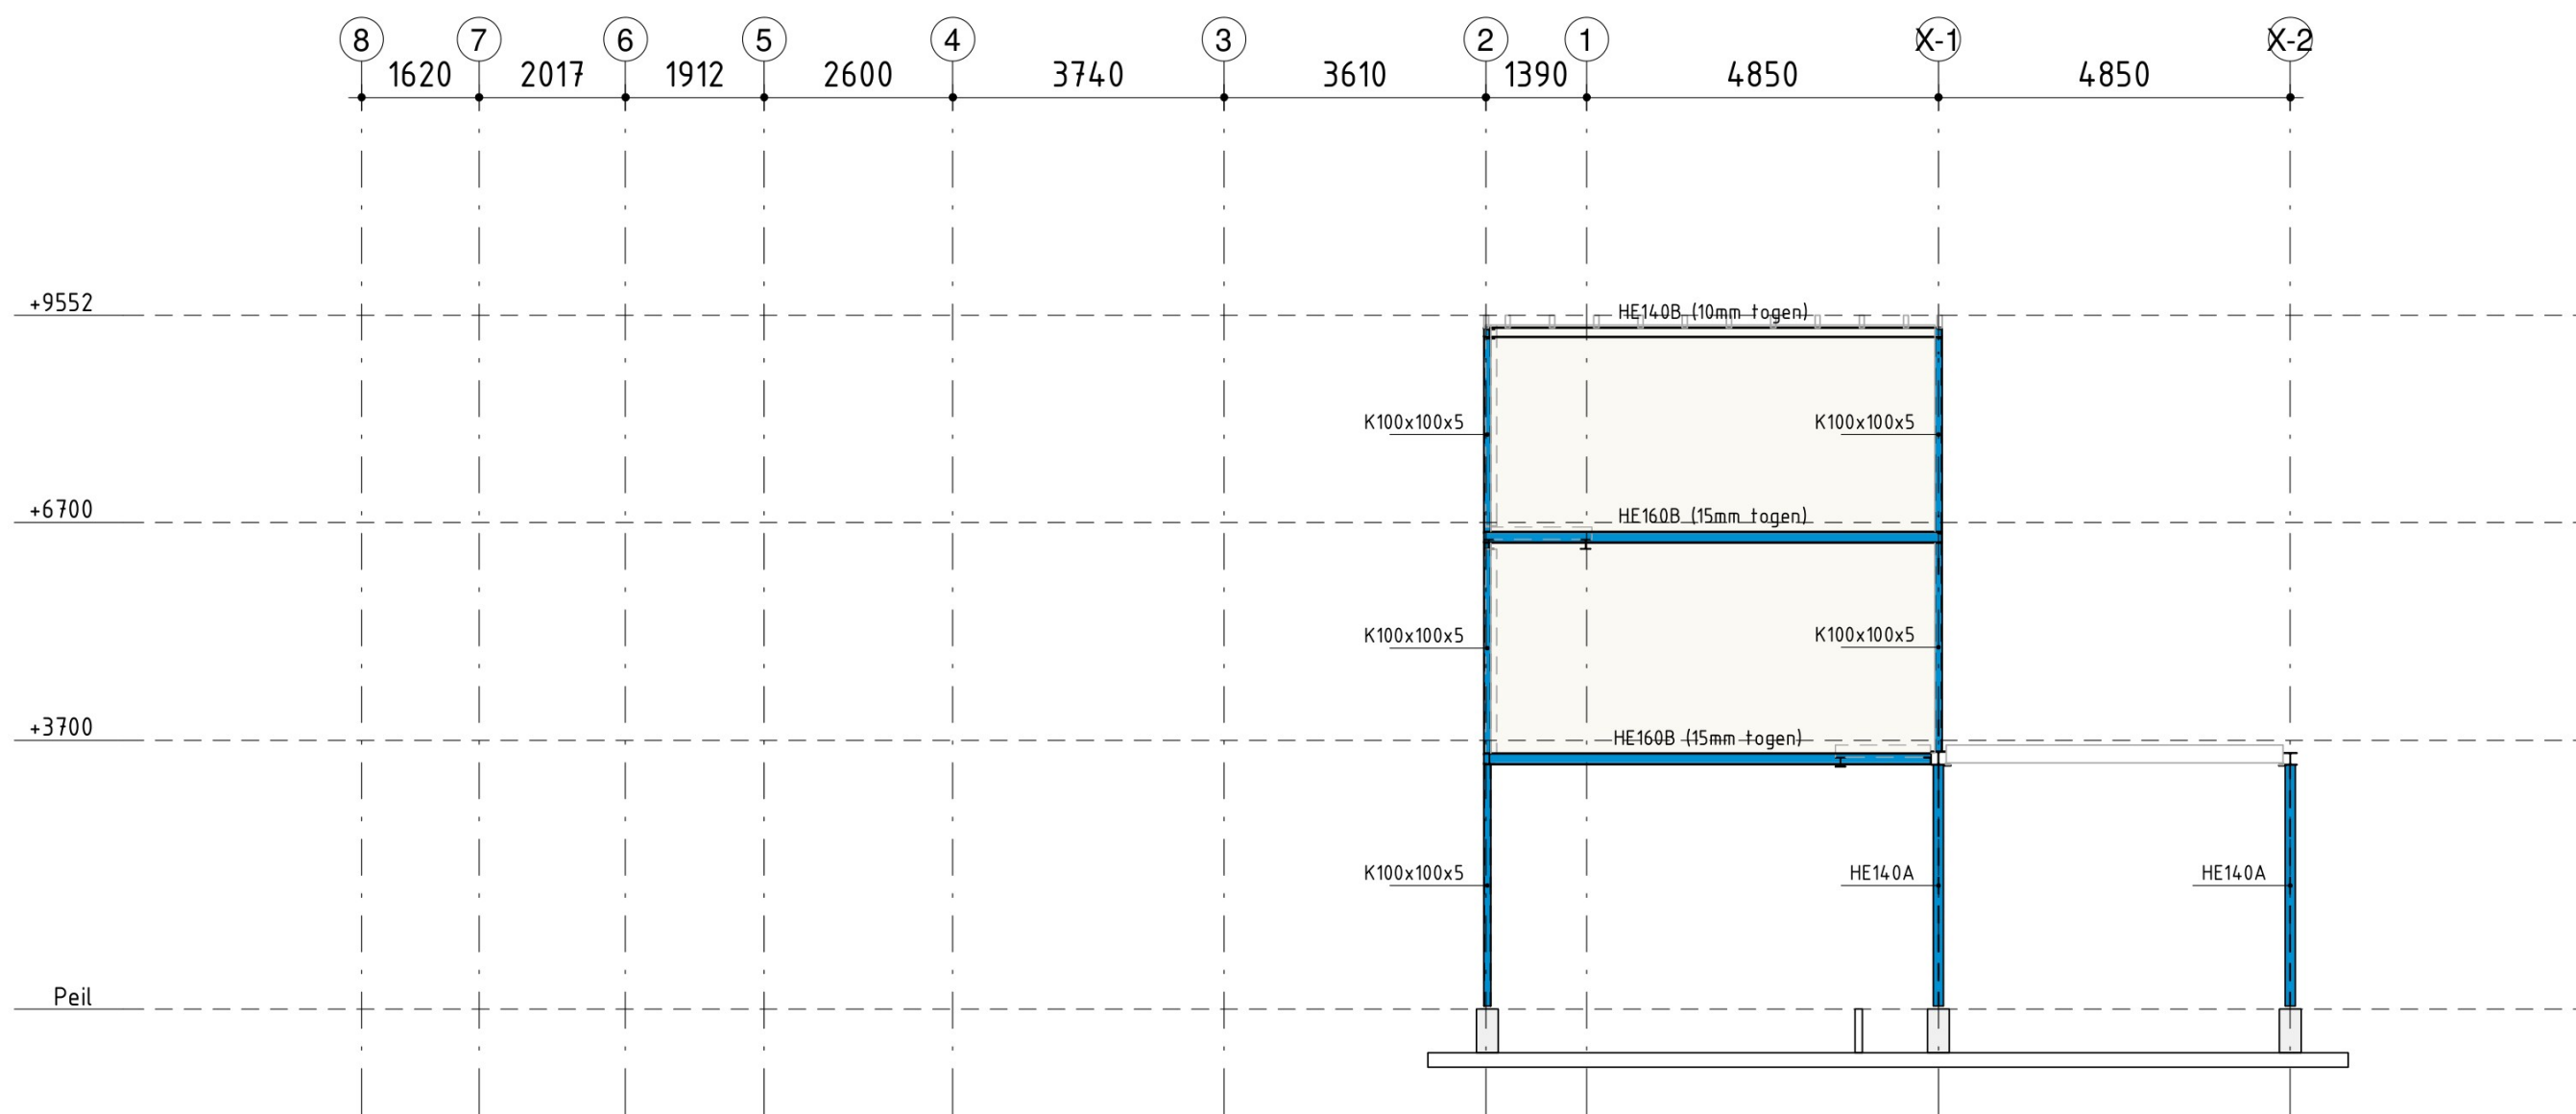 8 7 6 5 4 3 2 1 X-1 X-2
1620 2017 1912 2600 3740 3610 1390 4850 4850
+9552
HE140B (10mm togen)
K100x100x5 K100x100x5
+6700
HE160B (15mm togen)
K100x100x5 K100x100x5
+3700
HE160B (15mm togen)
K100x100x5 HE140A HE140A
Peil